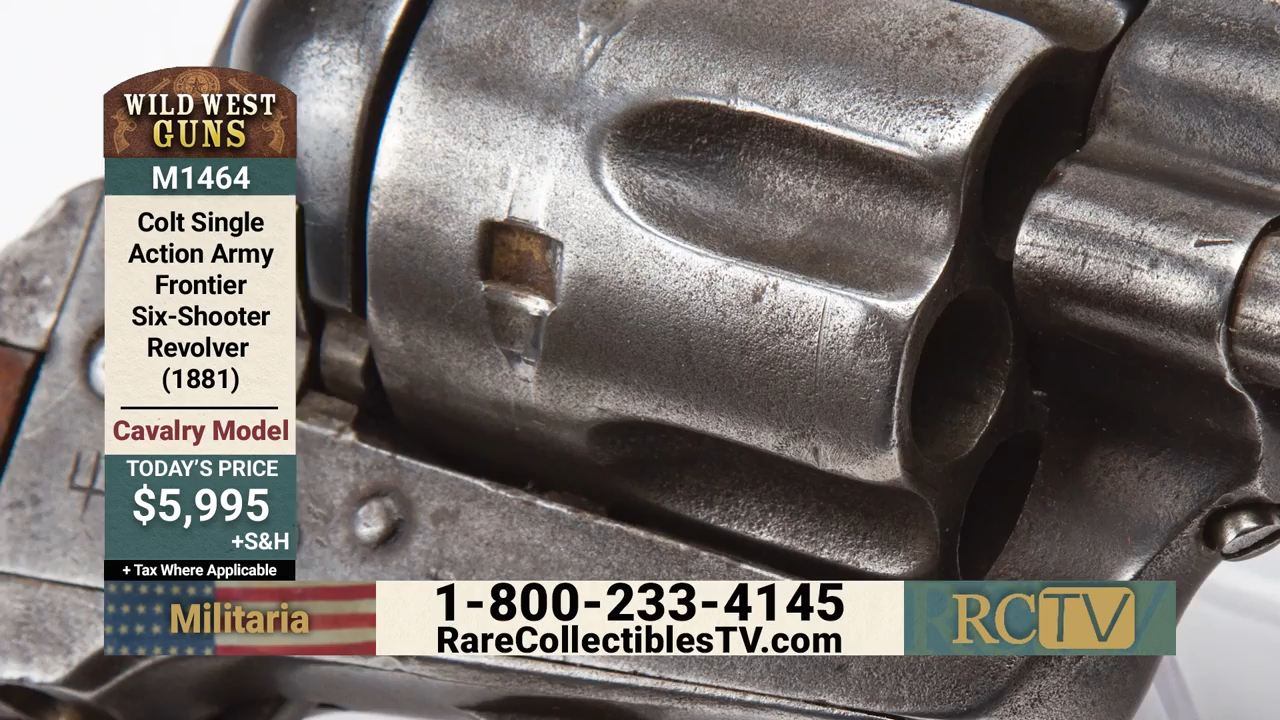 WILD WEST
GUNS
M1464
Colt Single
Action Army
Frontier
Six-Shooter
Revolver
(1881)
Cavalry Model
TODAY'S PRICE
$5,995
+S&H
+ Tax Where Applicable
Militaria
1-800-233-4145
RareCollectiblesTV.com
RCTV